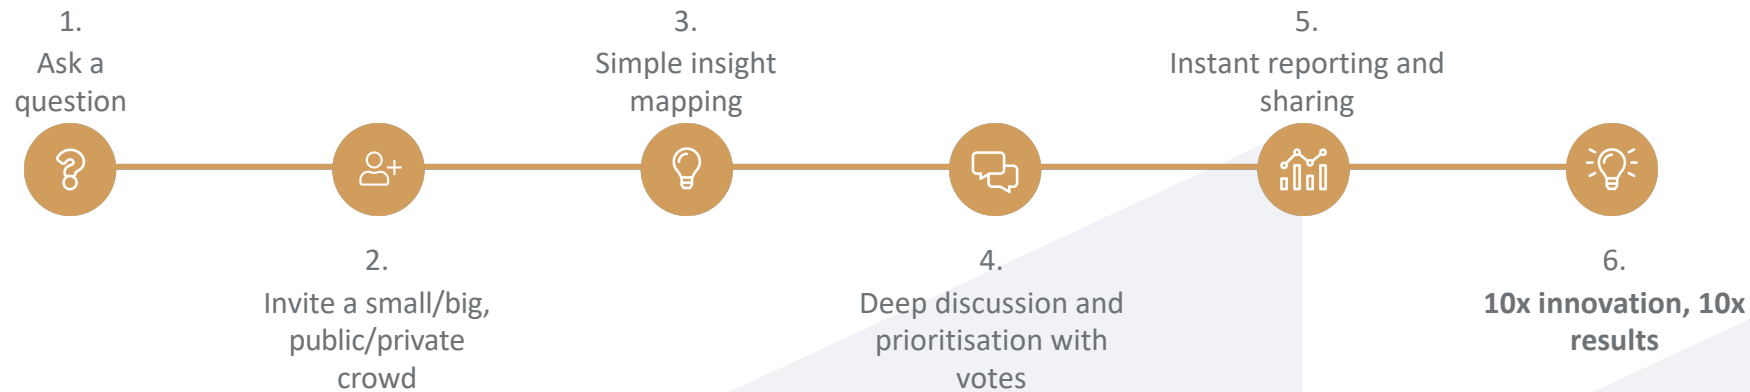 1.
Ask a
question
2.
Invite a small/big,
public/private
crowd
3.
Simple insight
mapping
4.
Deep discussion and
prioritisation with
votes
5.
Instant reporting and
sharing
6.
10x innovation, 10x
results